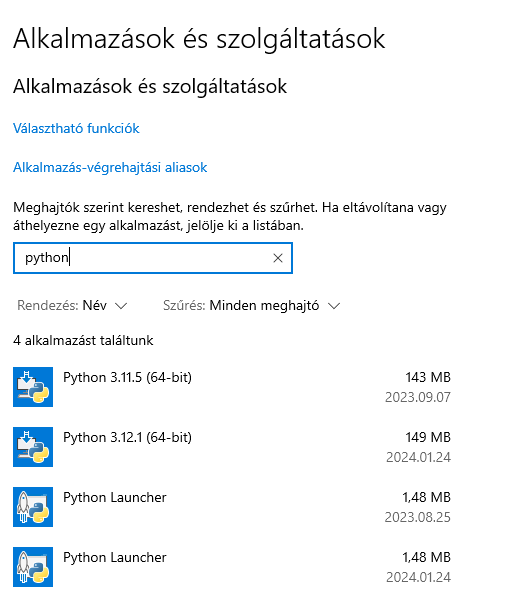 Alkalmazások és szolgáltatások
Alkalmazások és szolgáltatások
Választható funkciók
Alkalmazás-végrehajtási aliasok
Meghajtók szerint kereshet, rendezhet és szűrhet. Ha eltávolítana vagy
áthelyezne egy alkalmazást, jelölje ki a listában.
python
Rendezés: Név Szűrés: Minden meghajtó
4 alkalmazást találtunk
Python 3.11.5 (64-bit) 143 MB
2023.09.07
Python 3.12.1 (64-bit) 149 MB
2024.01.24
Python Launcher 1,48 MB
2023.08.25
Python Launcher 1,48 MB
2024.01.24